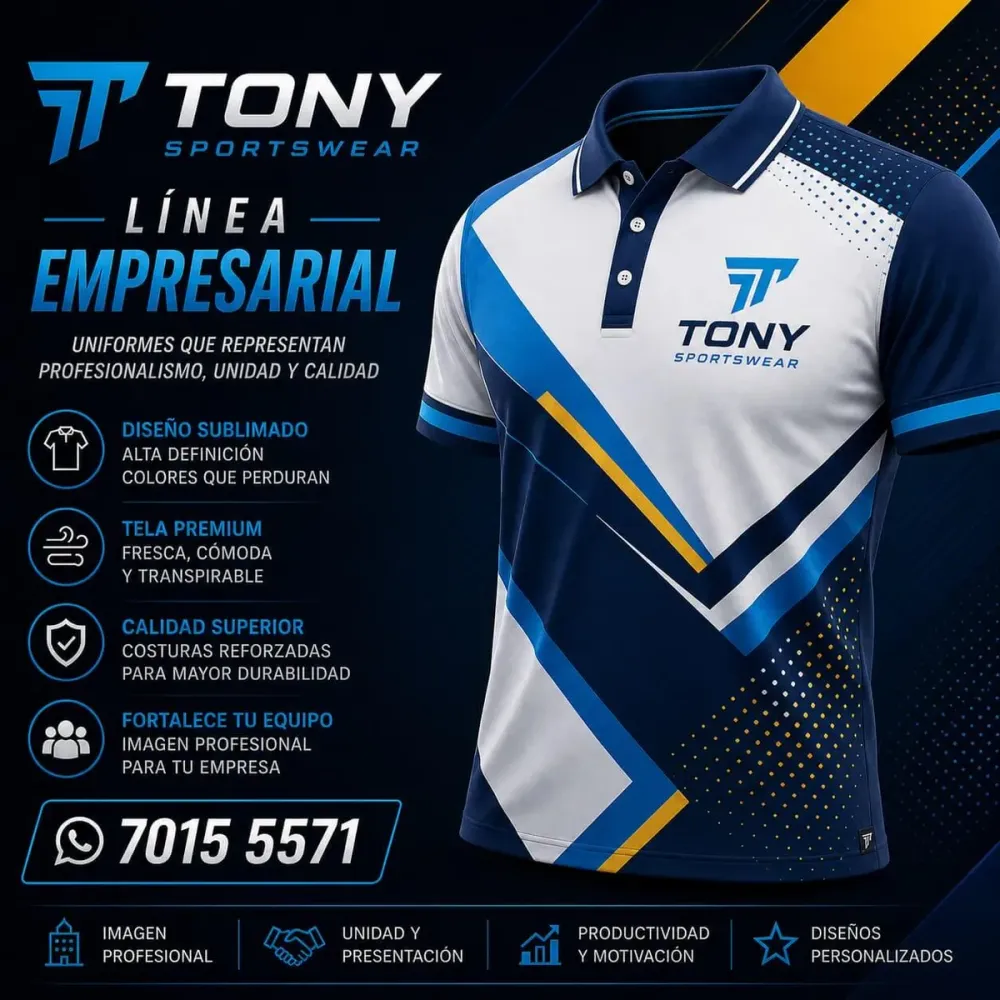 TONY
SPORTSWEAR
LÍNEA
EMPRESARIAL
UNIFORMES QUE REPRESENTAN
PROFESIONALISMO, UNIDAD Y CALIDAD
DISEÑO SUBLIMADO
ALTA DEFINICIÓN
COLORES QUE PERDURAN
TELA PREMIUM
FRESCA, CÓMODA
Y TRANSPIRABLE
CALIDAD SUPERIOR
COSTURAS REFORZADAS
PARA MAYOR DURABILIDAD
FORTALECE TU EQUIPO
IMAGEN PROFESIONAL
PARA TU EMPRESA
7015 5571
TONY
SPORTSWEAR
IMAGEN
PROFESIONAL
UNIDAD Y
PRESENTACIÓN
PRODUCTIVIDAD
Y MOTIVACIÓN
DISEÑOS
PERSONALIZADOS